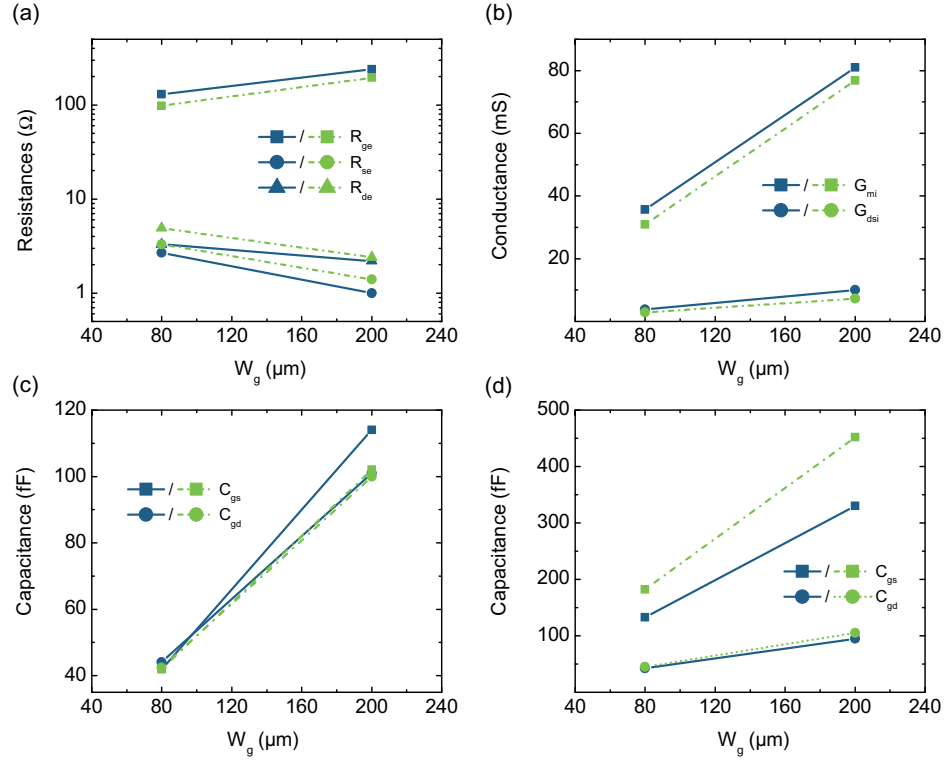 (a)
100
10
1
Resistances (Ω)
/ R_ge
/ R_se
/ R_de
40 80 120 160 200 240
W_g (µm)
(b)
80
60
40
20
Conductance (mS)
/ G_mi
/ G_dsi
40 80 120 160 200 240
W_g (µm)
(c)
120
100
80
60
40
Capacitance (fF)
/ C_gs
/ C_gd
40 80 120 160 200 240
W_g (µm)
(d)
500
400
300
200
100
Capacitance (fF)
/ C_gs
/ C_gd
40 80 120 160 200 240
W_g (µm)